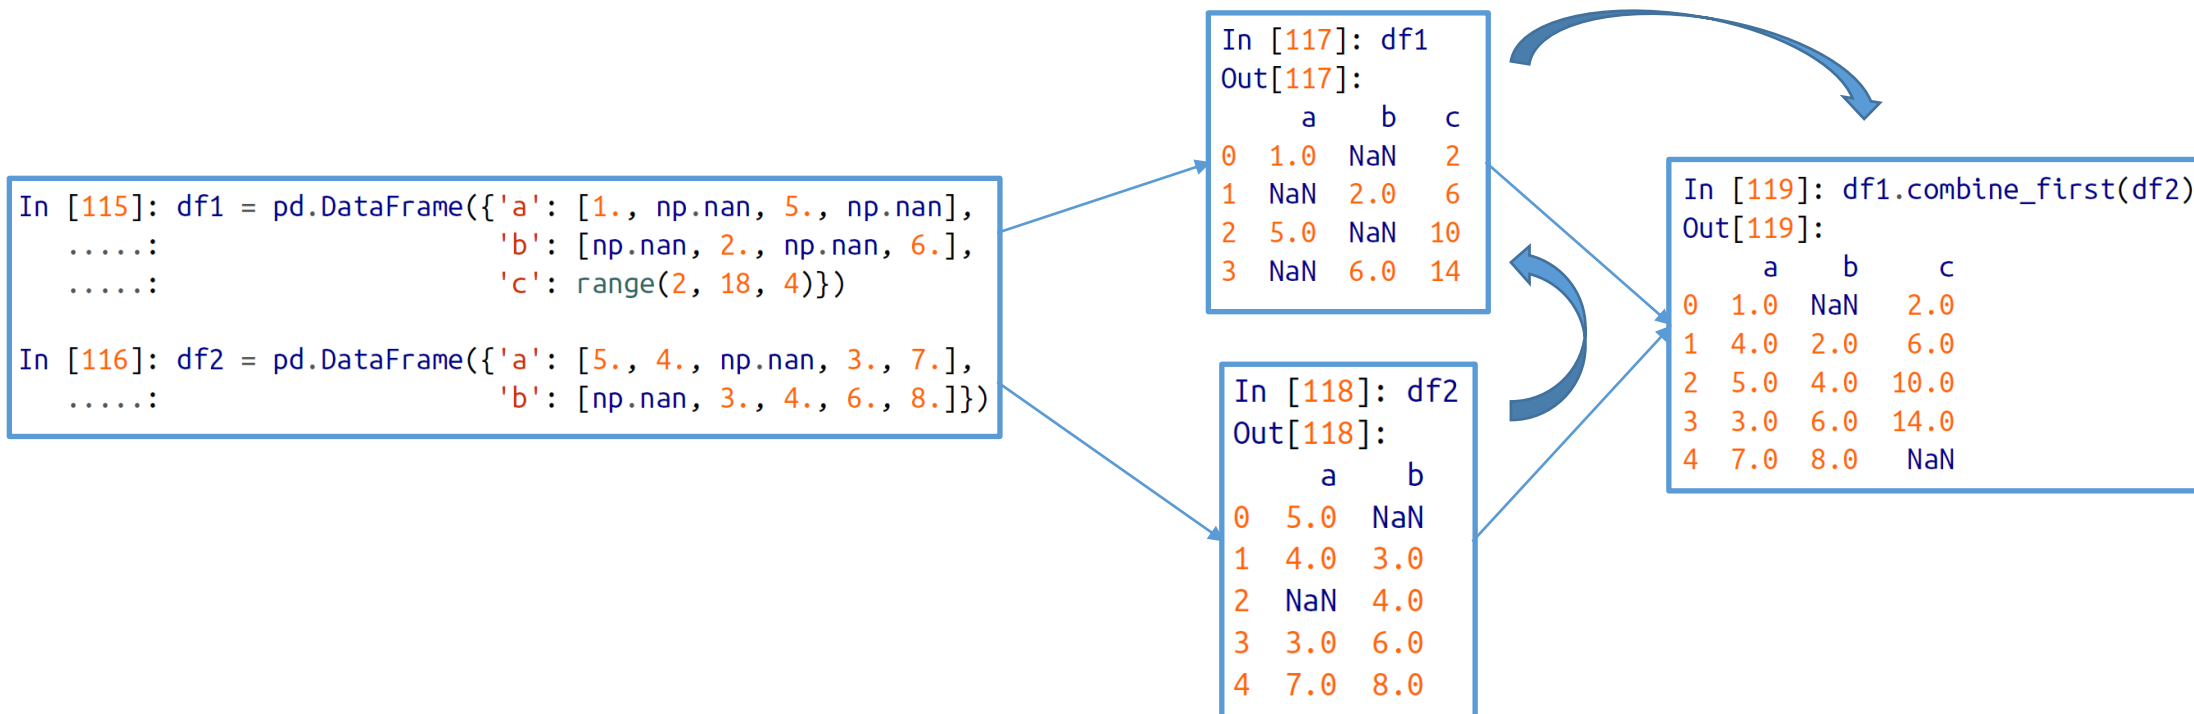 In [115]: df1 = pd.DataFrame({'a': [1., np.nan, 5., np.nan],
.....: 'b': [np.nan, 2., np.nan, 6.],
.....: 'c': range(2, 18, 4)})
In [116]: df2 = pd.DataFrame({'a': [5., 4., np.nan, 3., 7.],
.....: 'b': [np.nan, 3., 4., 6., 8.]})
In [117]: df1
Out[117]:
a b c
0 1.0 NaN 2
1 NaN 2.0 6
2 5.0 NaN 10
3 NaN 6.0 14
In [118]: df2
Out[118]:
a b
0 5.0 NaN
1 4.0 3.0
2 NaN 4.0
3 3.0 6.0
4 7.0 8.0
In [119]: df1.combine_first(df2)
Out[119]:
a b c
0 1.0 NaN 2.0
1 4.0 2.0 6.0
2 5.0 4.0 10.0
3 3.0 6.0 14.0
4 7.0 8.0 NaN